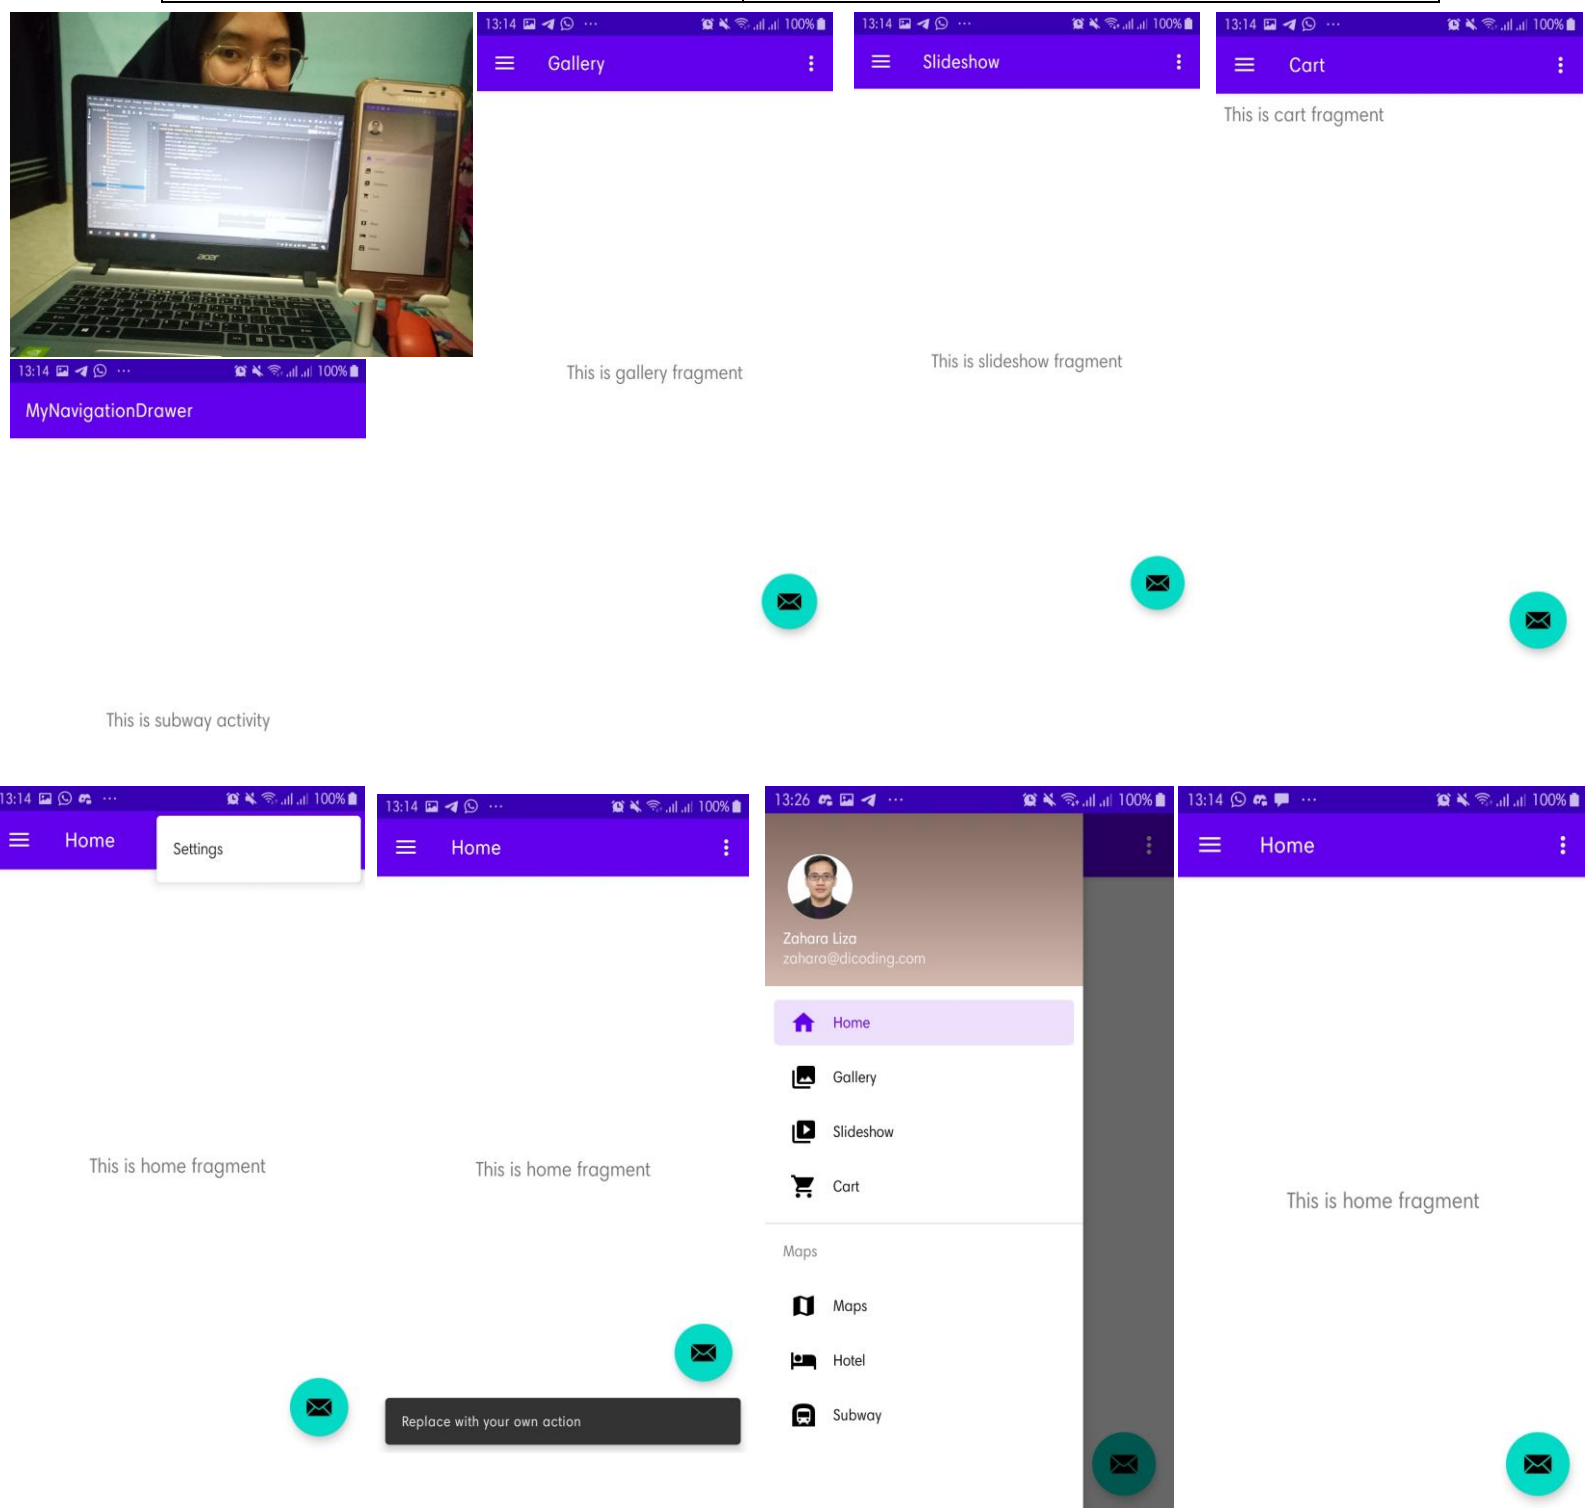 acer
13:14 100%
Gallery
This is gallery fragment
13:14 100%
Slideshow
This is slideshow fragment
13:14 100%
Cart
This is cart fragment
13:14 100%
MyNavigationDrawer
This is subway activity
13:14 100%
Home
Settings
This is home fragment
13:14 100%
Home
This is home fragment
Replace with your own action
13:26 100%
Zahara Liza
zahara@dicoding.com
Home
Gallery
Slideshow
Cart
Maps
Maps
Hotel
Subway
13:14 100%
Home
This is home fragment